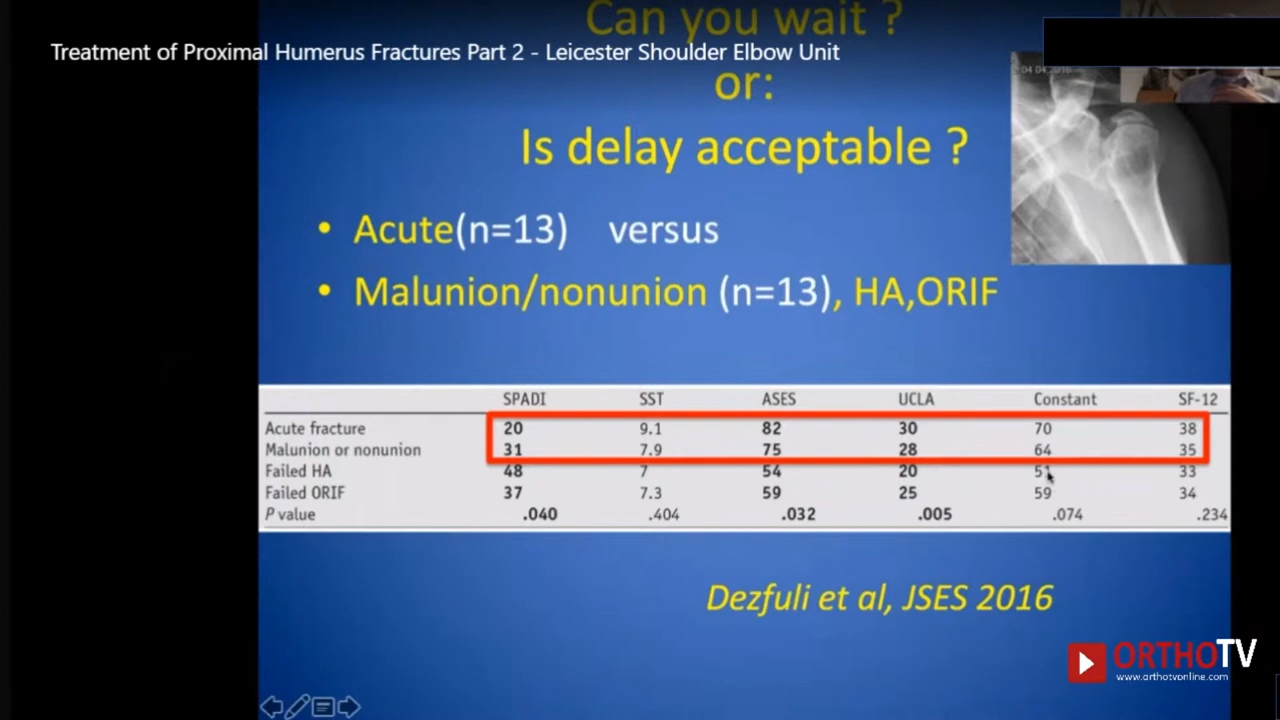 Can you wait ?
Treatment of Proximal Humerus Fractures Part 2 - Leicester Shoulder Elbow Unit
or:
04 04 2016
Is delay acceptable ?
• Acute(n=13) versus
• Malunion/nonunion (n=13), HA,ORIF
SPADI SST ASES UCLA Constant SF-12
Acute fracture 20 9.1 82 30 70 38
Malunion or nonunion 31 7.9 75 28 64 35
Failed HA 48 7 54 20 51 33
Failed ORIF 37 7.3 59 25 59 34
P value .040 .404 .032 .005 .074 .234
Dezfuli et al, JSES 2016
ORTHOTV
www.orthotvonline.com